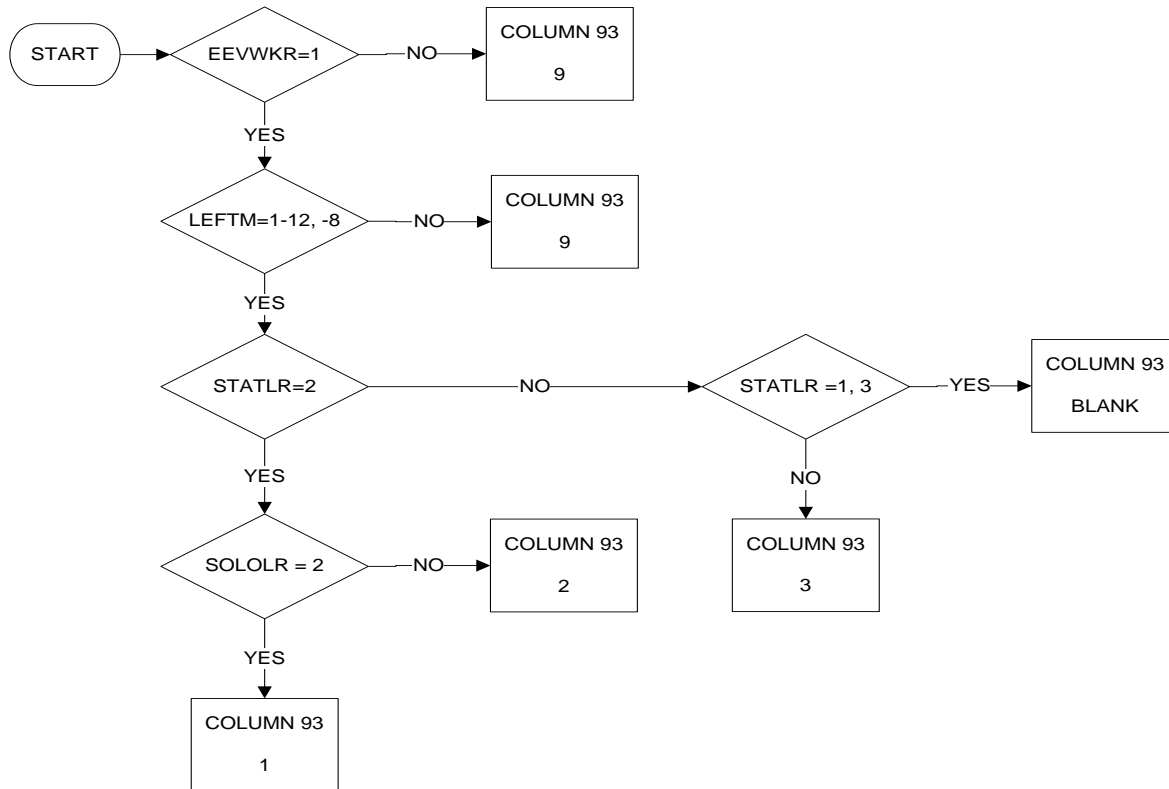 START
EEVWKR=1
NO
COLUMN 93
9
YES
LEFTM=1-12, -8
NO
COLUMN 93
9
YES
STATLR=2
NO
STATLR =1, 3
YES
COLUMN 93
BLANK
YES
NO
SOLOLR = 2
NO
COLUMN 93
2
COLUMN 93
3
YES
COLUMN 93
1